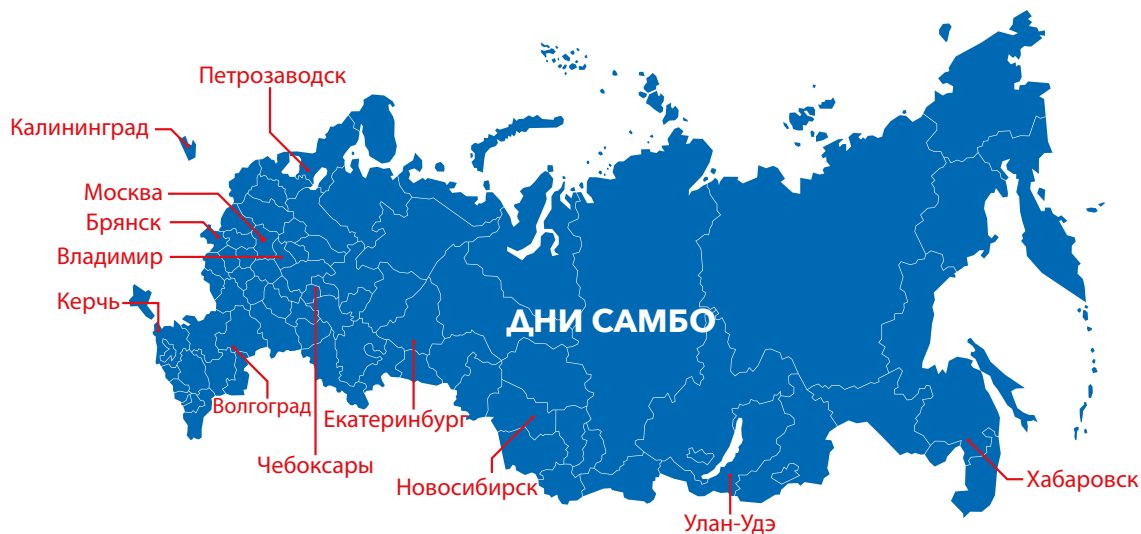 Петрозаводск
Калининград
Москва
Брянск
Владимир
Керчь
ДНИ САМБО
Волгоград
Екатеринбург
Чебоксары
Новосибирск
Хабаровск
Улан-Удэ